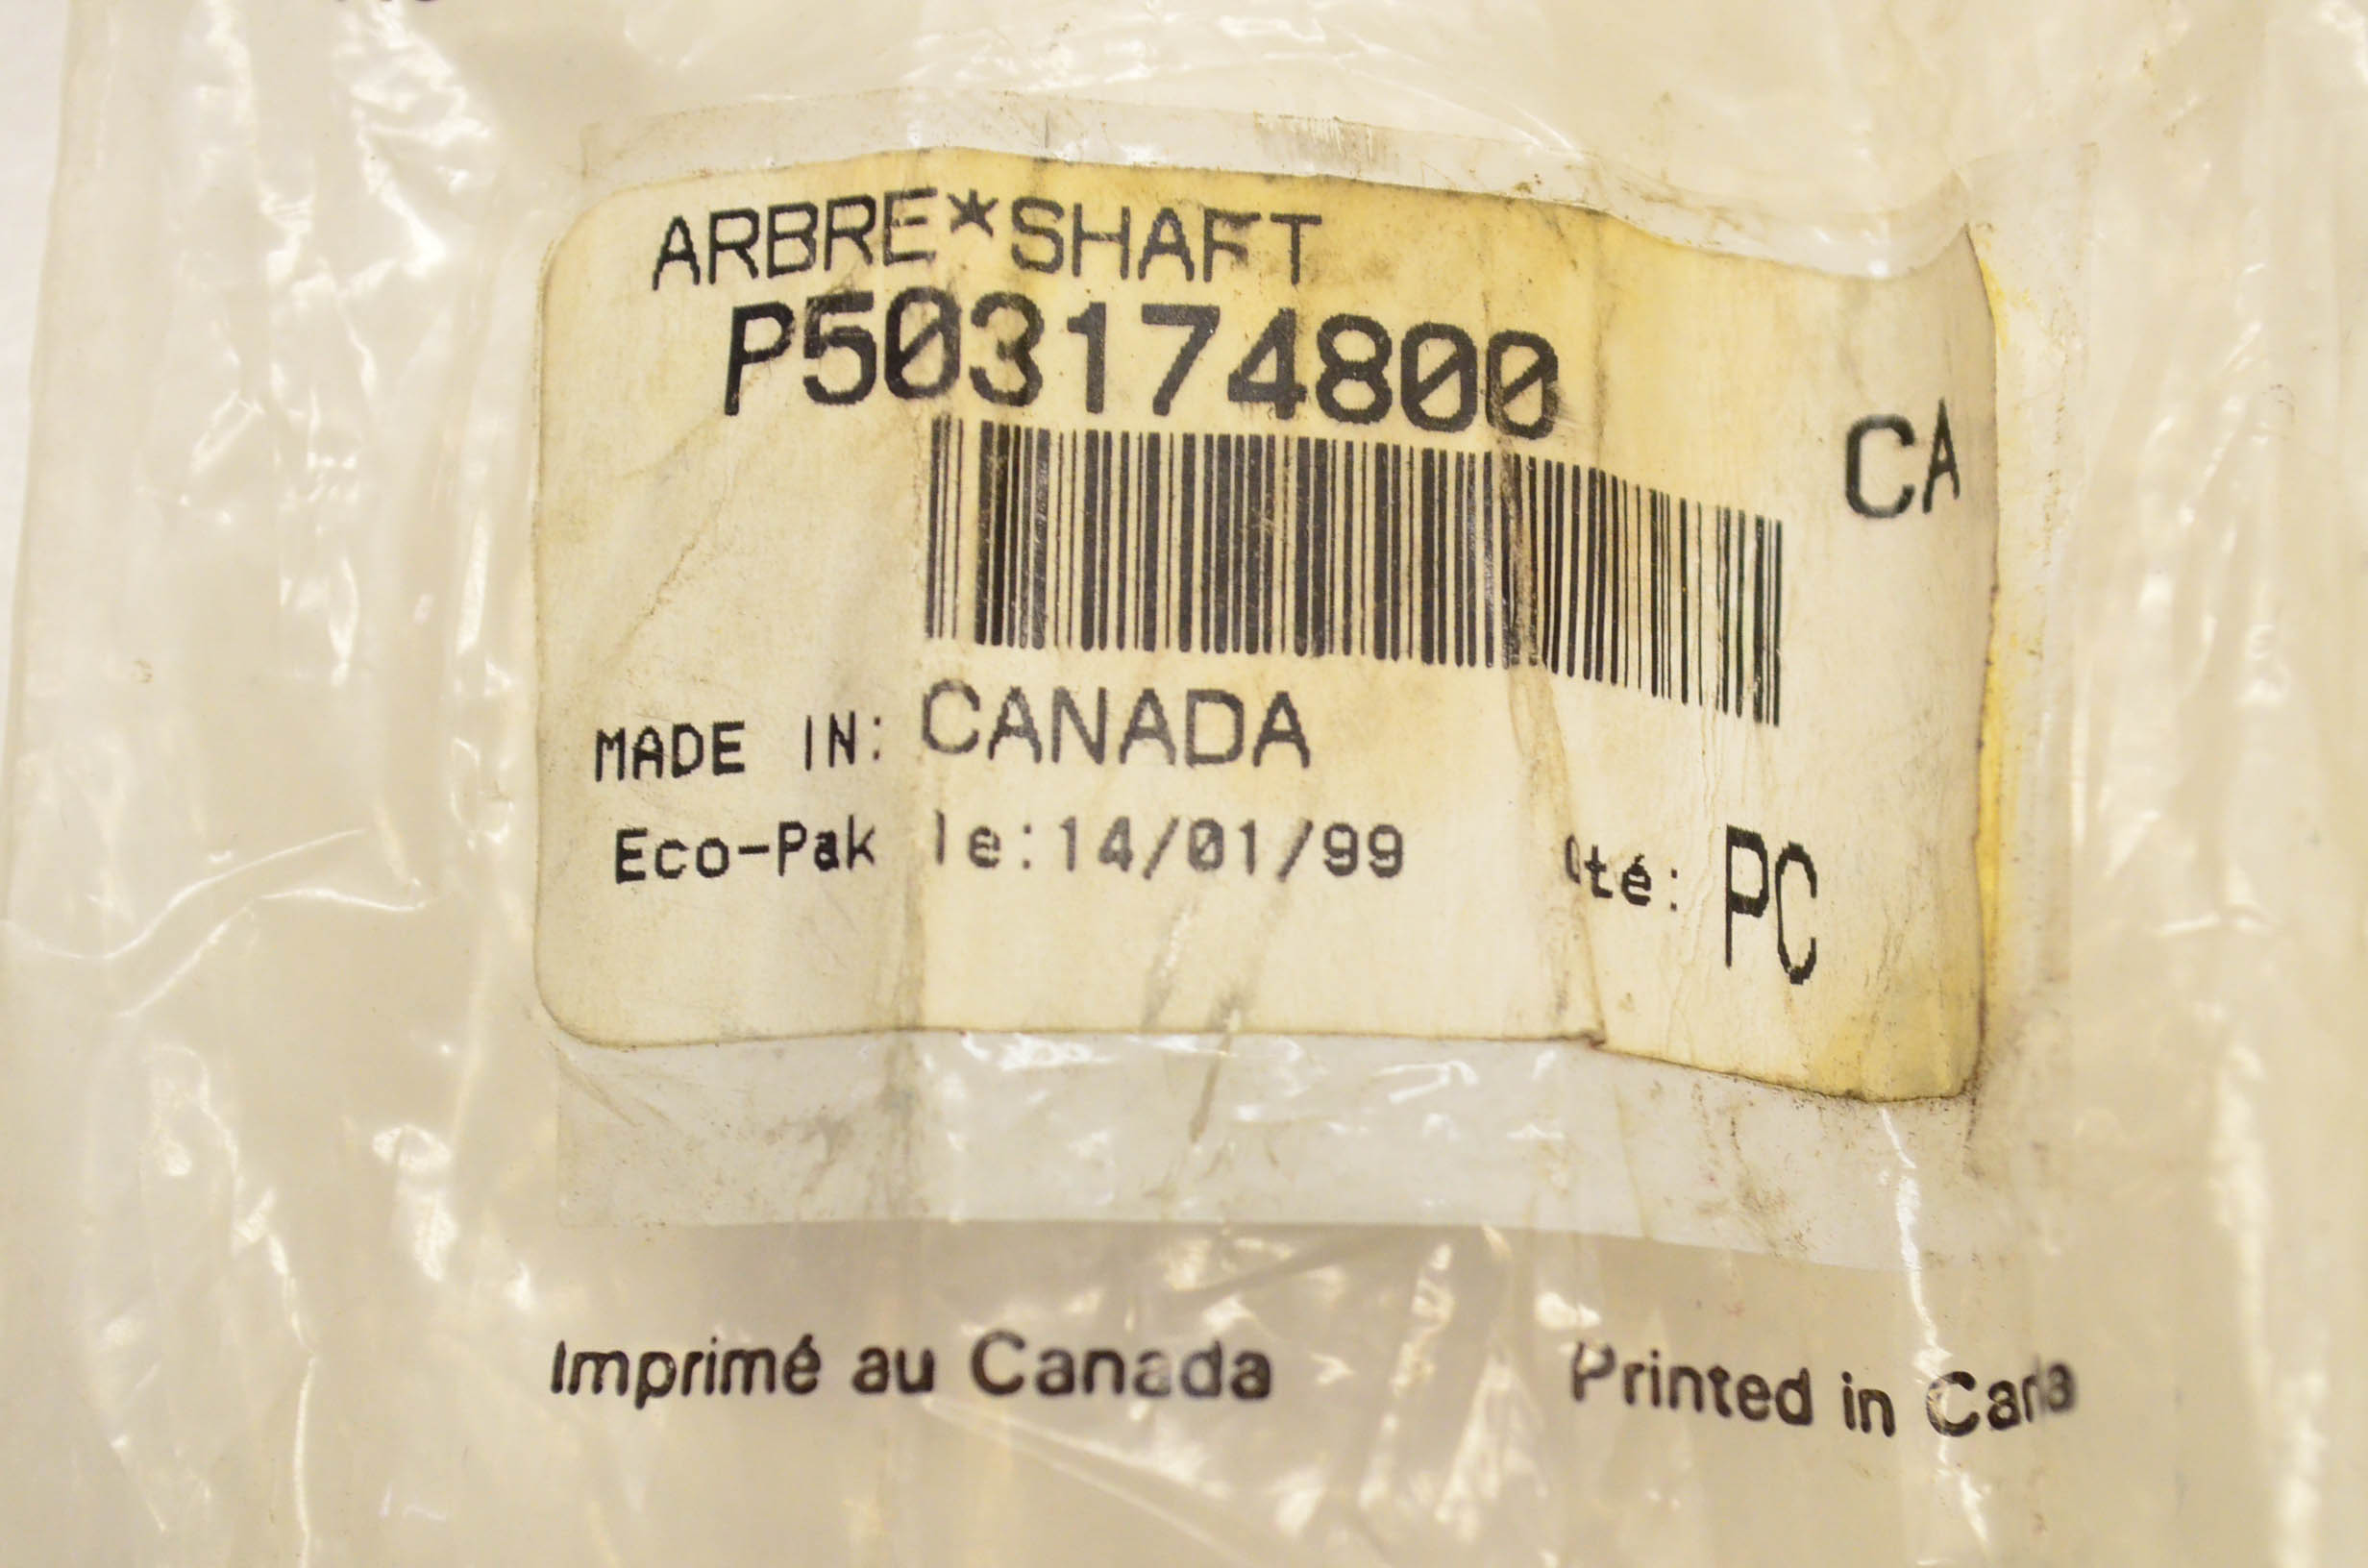 ARBRE*SHAFT
P503174800
CA
MADE IN: CANADA
Eco-Pak le:14/01/99 Qté: PC
Imprimé au Canada Printed in